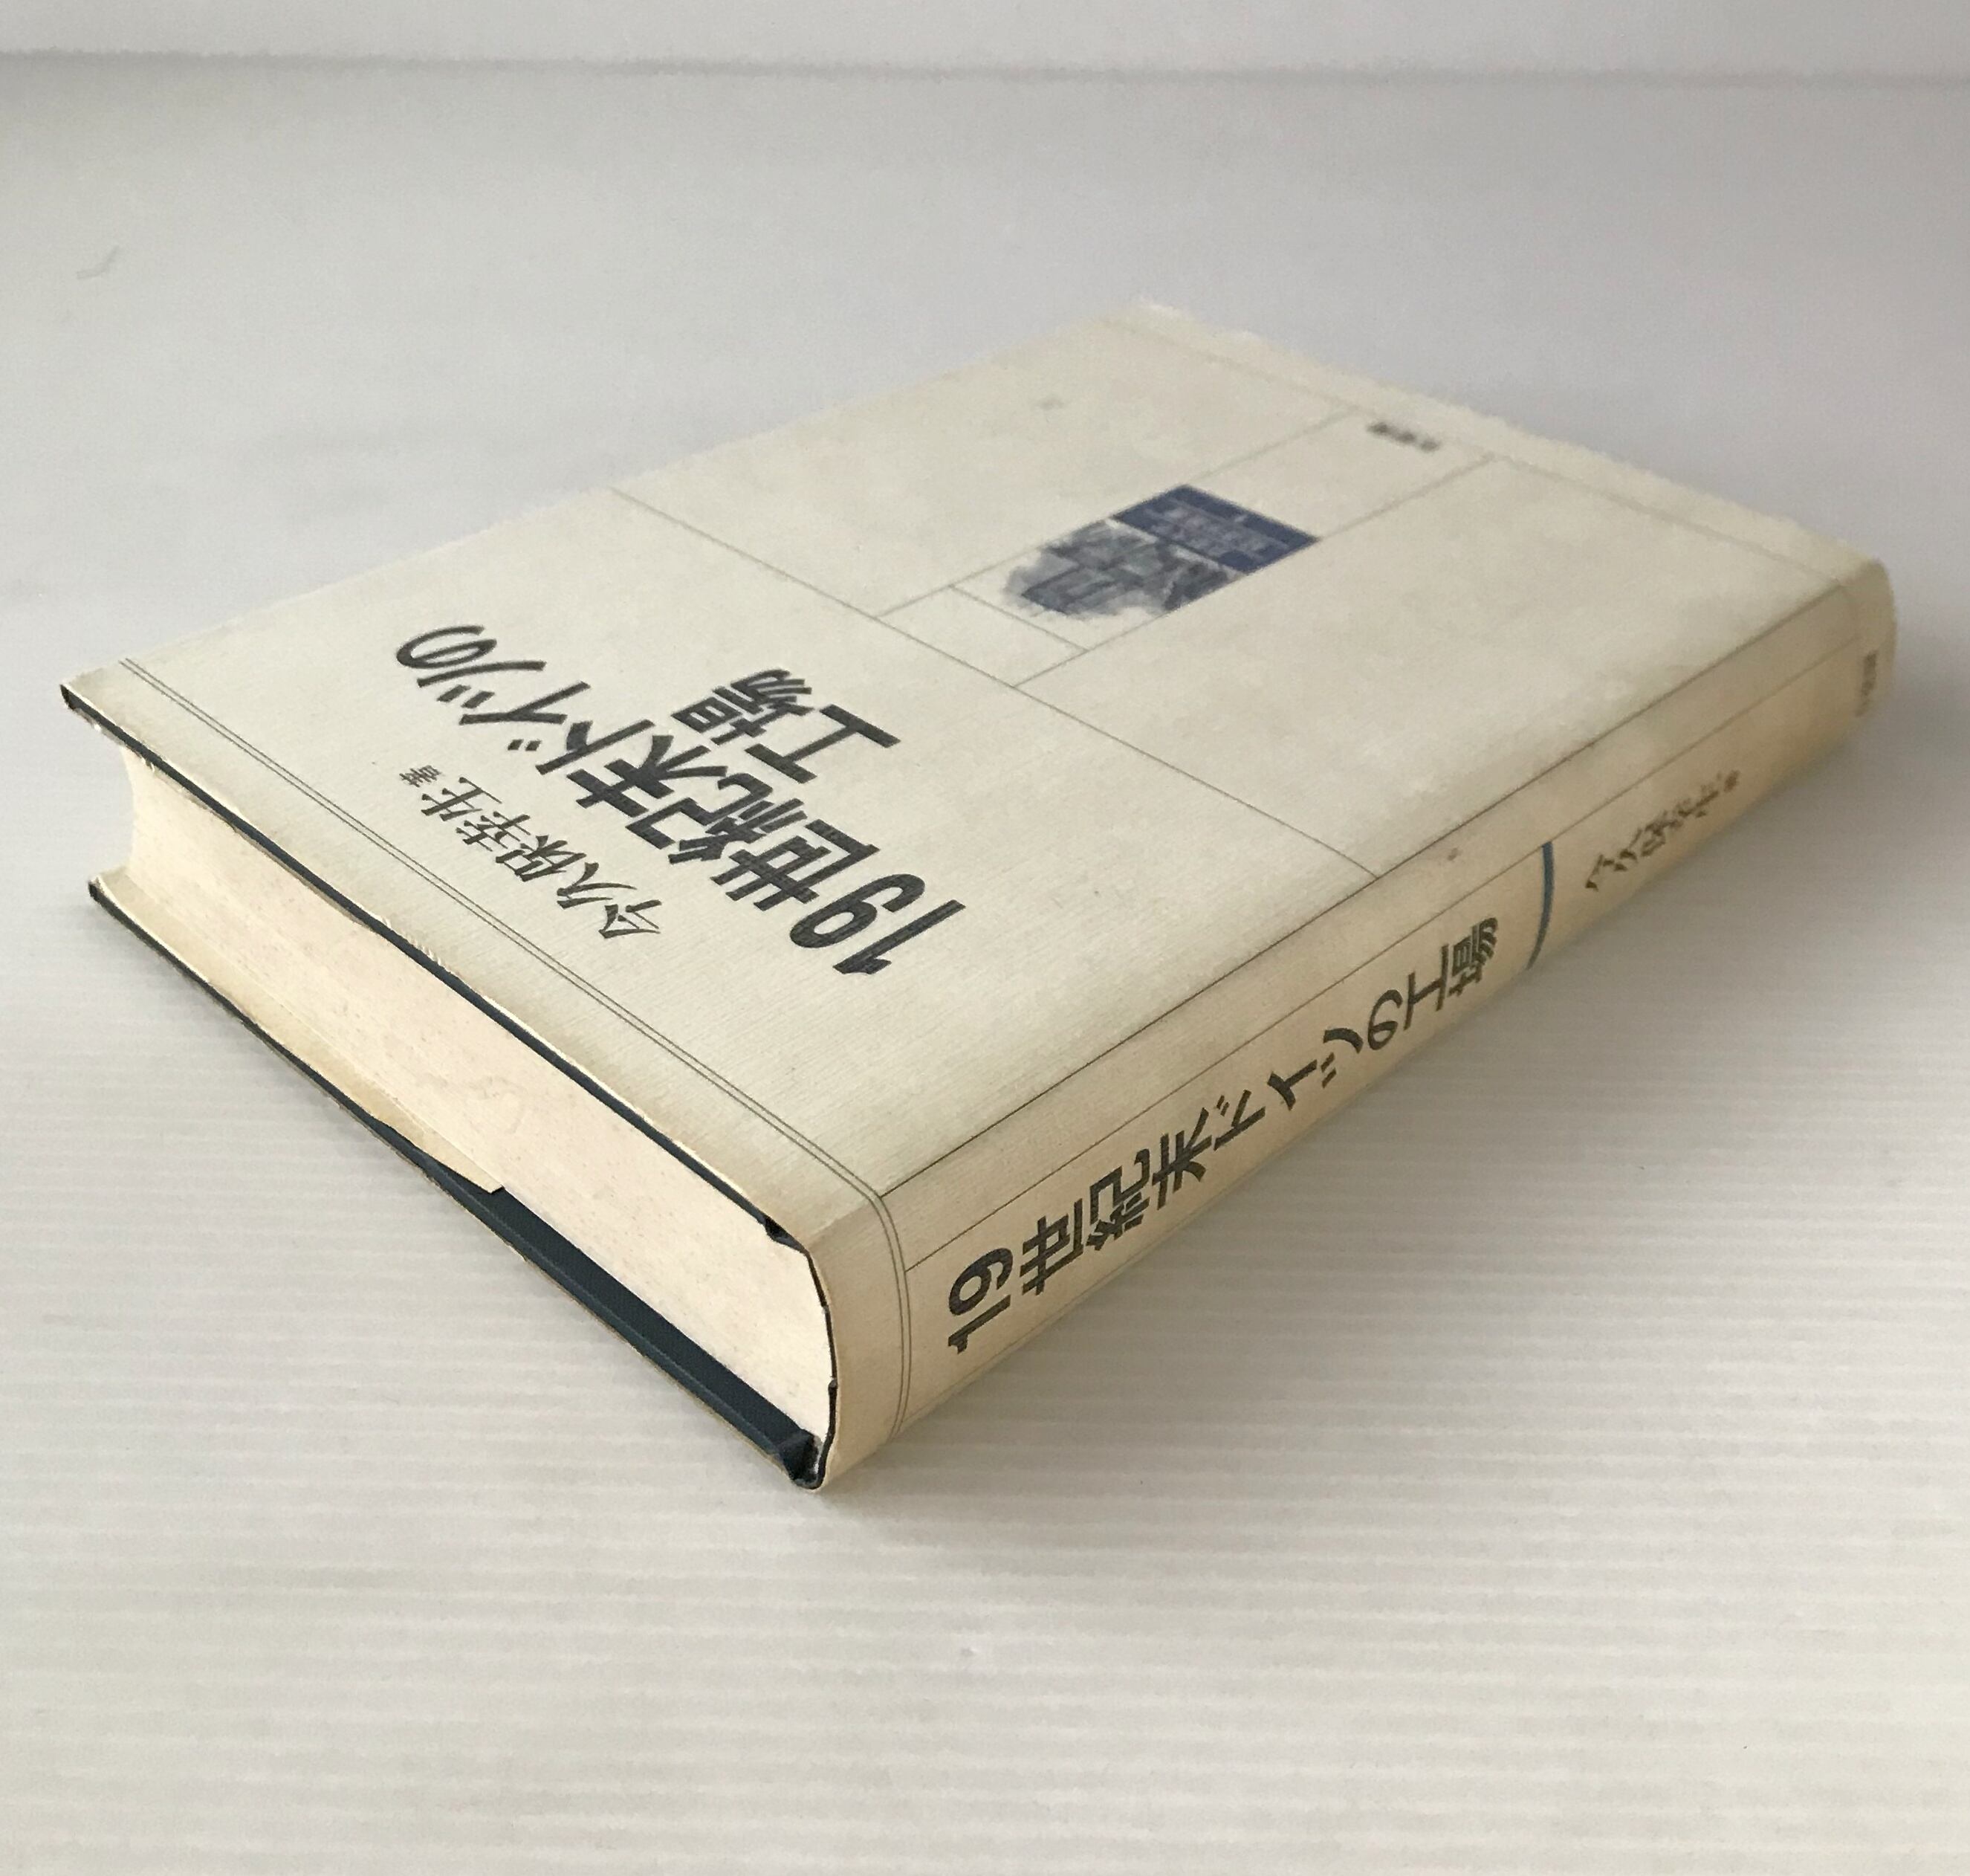 今久保幸生 著
19世紀末ドイツの
工場
19世紀末ドイツの工場
今久保幸生 著